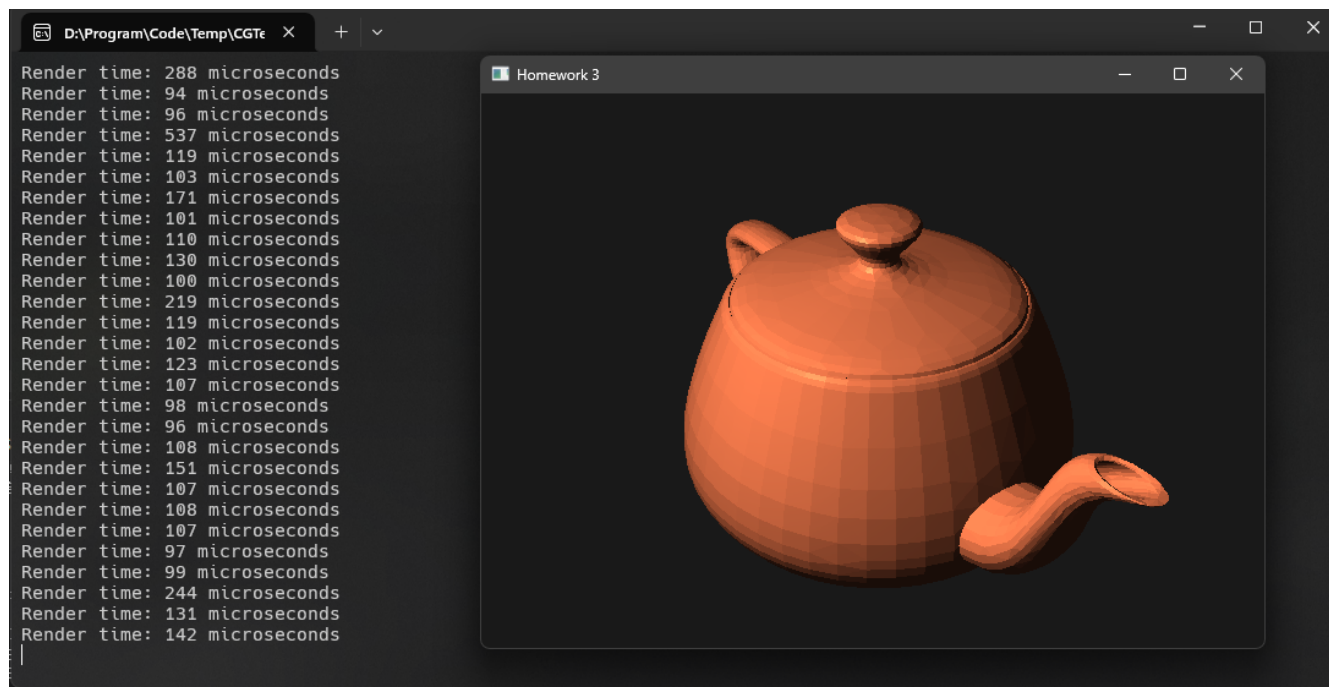 D:\Program\Code\Temp\CGTe
Render time: 288 microseconds
Render time: 94 microseconds
Render time: 96 microseconds
Render time: 537 microseconds
Render time: 119 microseconds
Render time: 103 microseconds
Render time: 171 microseconds
Render time: 101 microseconds
Render time: 110 microseconds
Render time: 130 microseconds
Render time: 100 microseconds
Render time: 219 microseconds
Render time: 119 microseconds
Render time: 102 microseconds
Render time: 123 microseconds
Render time: 107 microseconds
Render time: 98 microseconds
Render time: 96 microseconds
Render time: 108 microseconds
Render time: 151 microseconds
Render time: 107 microseconds
Render time: 108 microseconds
Render time: 107 microseconds
Render time: 97 microseconds
Render time: 99 microseconds
Render time: 244 microseconds
Render time: 131 microseconds
Render time: 142 microseconds
Homework 3